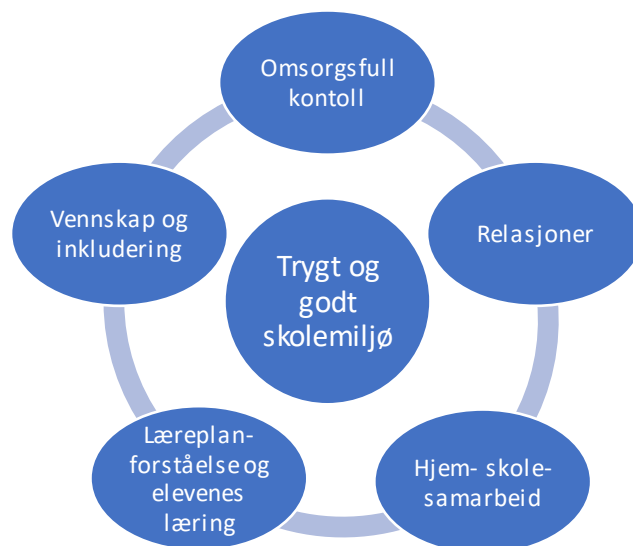 Omsorgsfull
kontoll
Relasjoner
Hjem- skole-
samarbeid
Læreplan-
forståelse og
elevenes
læring
Vennskap og
inkludering
Trygt og
godt
skolemiljø